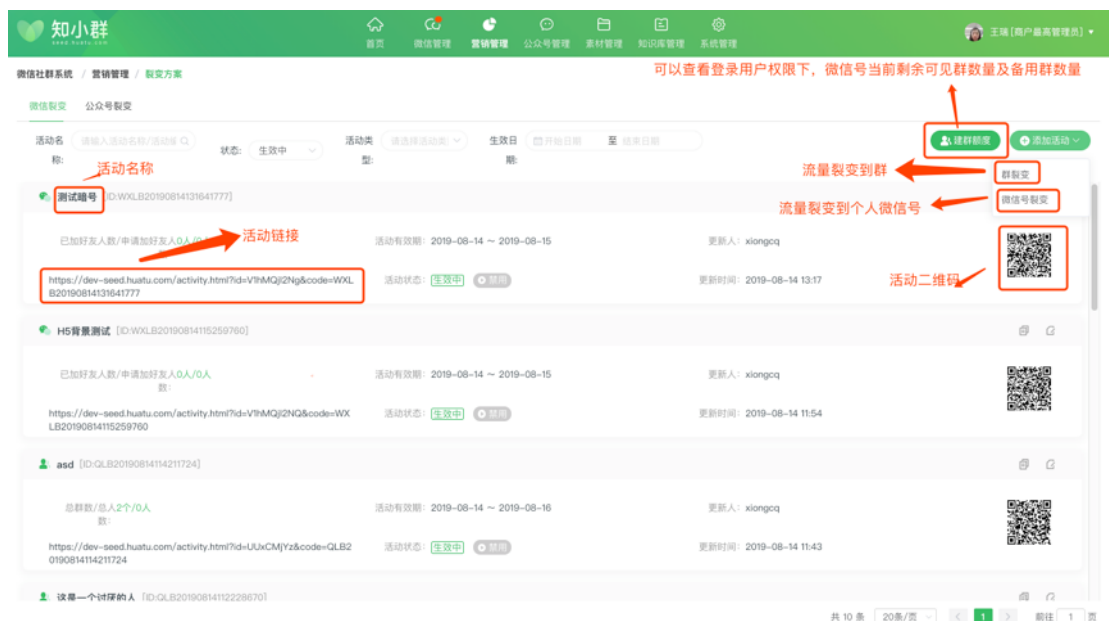 知小群
seed.huatu.com
首页
微信管理
营销管理
公众号管理
素材管理
知识库管理
系统管理
王瑞 [商户最高管理员]
微信社群系统 / 营销管理 / 裂变方案
可以查看登录用户权限下，微信号当前剩余可见群数量及备用群数量
微信裂变 公众号裂变
活动名称: 请输入活动名称/活动编
状态: 生效中
活动类型: 请选择活动类
生效日期: 开始日期 至 结束日期
建群额度
添加活动
活动名称
流量裂变到群
群裂变
流量裂变到个人微信号
微信号裂变
测试暗号 [ID:WXLB20190814131641777]
已加好友人数/申请加好友人0人/0
活动链接
活动有效期: 2019-08-14 ~ 2019-08-15
更新人: xiongcq
https://dev-seed.huatu.com/activity.html?id=V1hMQjI2Ng&code=WXL
B20190814131641777
活动状态: 生效中 禁用
更新时间: 2019-08-14 13:17
活动二维码
H5背景测试 [ID:WXLB20190814115259760]
已加好友人数/申请加好友人0人/0人
数:
活动有效期: 2019-08-14 ~ 2019-08-15
更新人: xiongcq
https://dev-seed.huatu.com/activity.html?id=V1hMQjI2NQ&code=WX
LB20190814115259760
活动状态: 生效中 禁用
更新时间: 2019-08-14 11:54
asd [ID:QLB20190814114211724]
总群数/总人2个/0人
数:
活动有效期: 2019-08-14 ~ 2019-08-16
更新人: xiongcq
https://dev-seed.huatu.com/activity.html?id=UUxCMjYz&code=QLB2
0190814114211724
活动状态: 生效中 禁用
更新时间: 2019-08-14 11:43
这是一个讨厌的人 [ID:QLB20190814112228670]
共 10 条 20条/页 1 前往 1 页